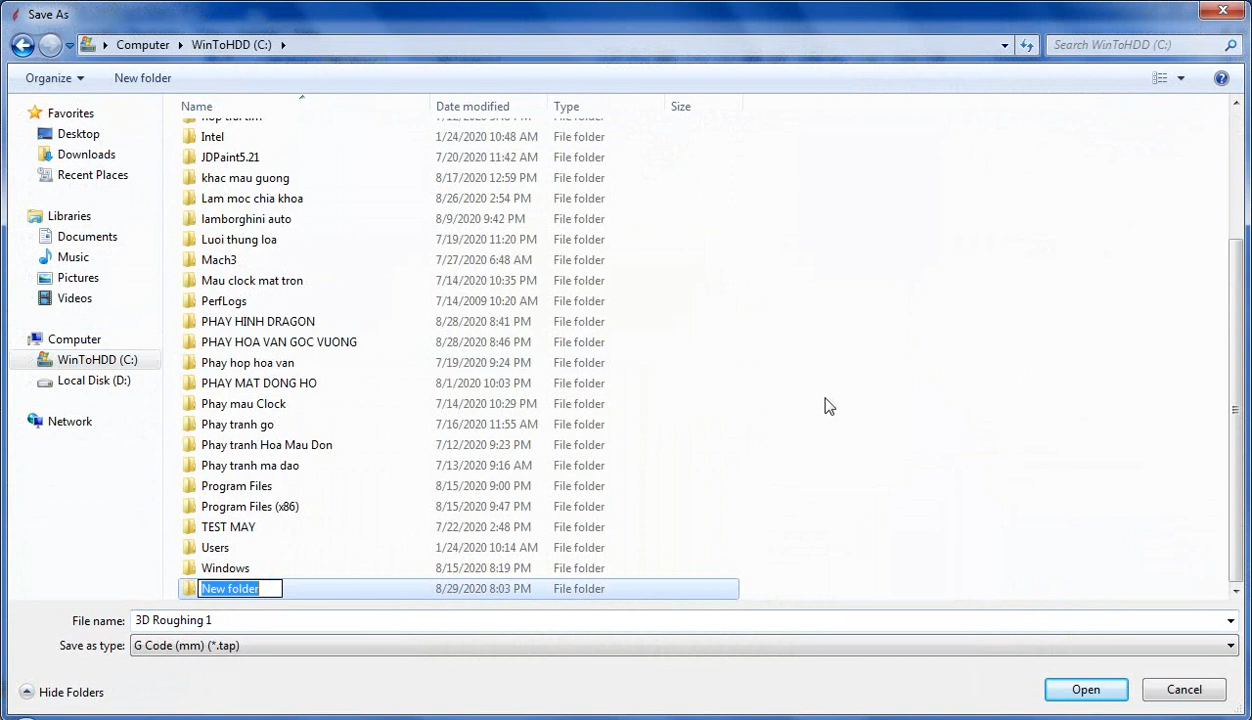 Save As
Computer WinToHDD (C:) Search WinToHDD (C:)
Organize New folder
Name Date modified Type Size
Favorites
Desktop
Downloads
Recent Places
Libraries
Documents
Music
Pictures
Videos
Computer
WinToHDD (C:)
Local Disk (D:)
Network
Intel 1/24/2020 10:48 AM File folder
JDPaint5.21 7/20/2020 11:42 AM File folder
khac mau guong 8/17/2020 12:59 PM File folder
Lam moc chia khoa 8/26/2020 2:54 PM File folder
lamborghini auto 8/9/2020 9:42 PM File folder
Luoi thung loa 7/19/2020 11:20 PM File folder
Mach3 7/27/2020 6:48 AM File folder
Mau clock mat tron 7/14/2020 10:35 PM File folder
PerfLogs 7/14/2009 10:20 AM File folder
PHAY HINH DRAGON 8/28/2020 8:41 PM File folder
PHAY HOA VAN GOC VUONG 8/28/2020 8:46 PM File folder
Phay hop hoa van 7/19/2020 9:24 PM File folder
PHAY MAT DONG HO 8/1/2020 10:03 PM File folder
Phay mau Clock 7/14/2020 10:29 PM File folder
Phay tranh go 7/16/2020 11:55 AM File folder
Phay tranh Hoa Mau Don 7/12/2020 9:23 PM File folder
Phay tranh ma dao 7/13/2020 9:16 AM File folder
Program Files 8/15/2020 9:00 PM File folder
Program Files (x86) 8/15/2020 9:47 PM File folder
TEST MAY 7/22/2020 2:48 PM File folder
Users 1/24/2020 10:14 AM File folder
Windows 8/15/2020 8:19 PM File folder
New folder 8/29/2020 8:03 PM File folder
File name: 3D Roughing 1
Save as type: G Code (mm) (*.tap)
Hide Folders Open Cancel